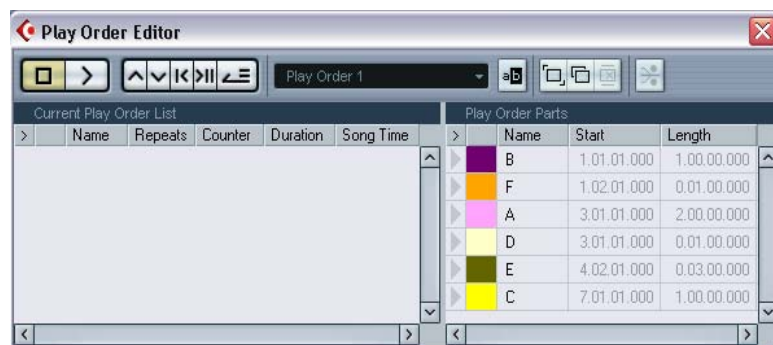 Play Order Editor
Play Order 1
ab
Current Play Order List
> Name Repeats Counter Duration Song Time
Play Order Parts
> Name Start Length
B 1.01.01.000 1.00.00.000
F 1.02.01.000 0.01.00.000
A 3.01.01.000 2.00.00.000
D 3.01.01.000 0.01.00.000
E 4.02.01.000 0.03.00.000
C 7.01.01.000 1.00.00.000